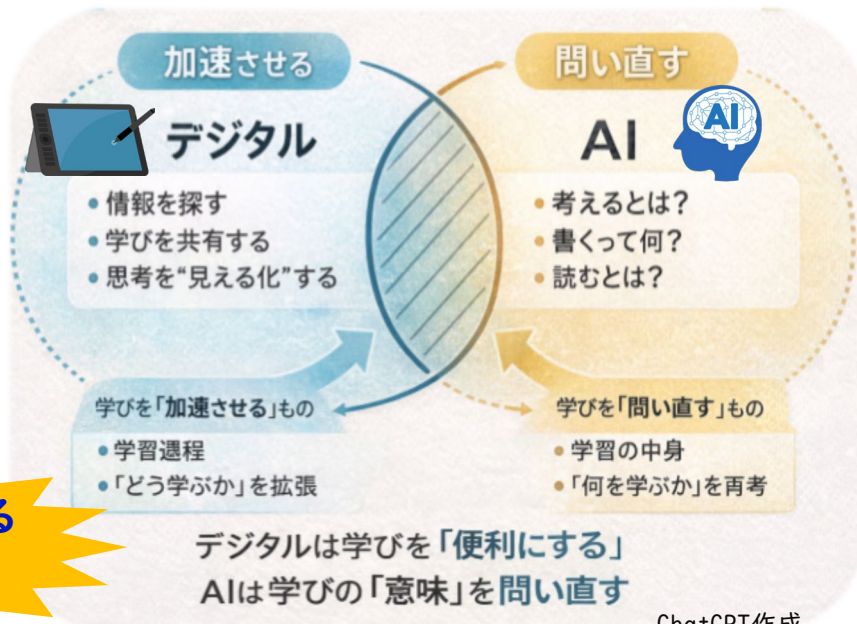 加速させる
デジタル
• 情報を探す
• 学びを共有する
• 思考を“見える化”する
問い直す
AI
AI
• 考えるとは？
• 書くって何？
• 読むとは？
学びを「加速させる」もの
• 学習遇程
• 「どう学ぶか」を拡張
学びを「問い直す」もの
• 学習の中身
• 「何を学ぶか」を再考
る
デジタルは学びを「便利にする」
AIは学びの「意味」を問い直す
ChatGPT作成